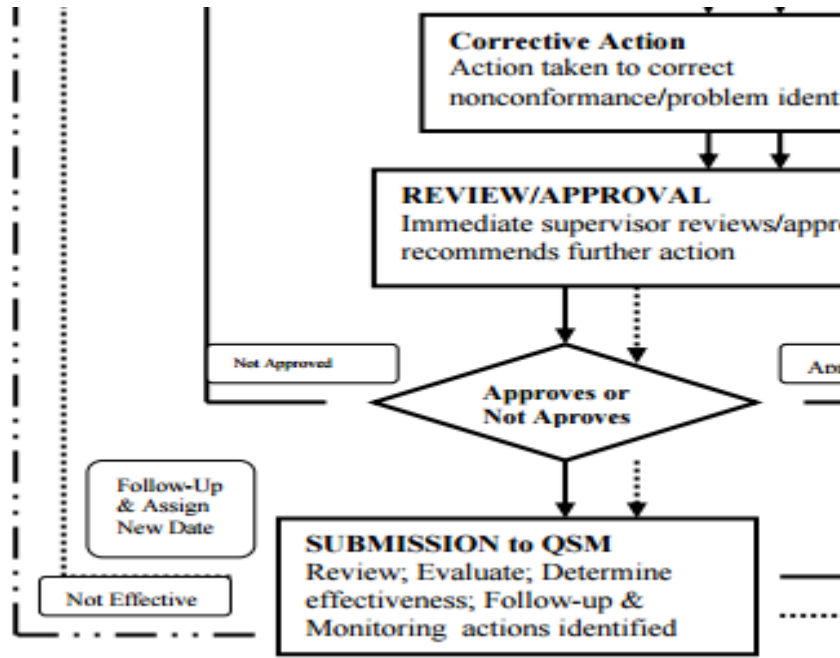 Corrective Action
Action taken to correct
nonconformance/problem ident
REVIEW/APPROVAL
Immediate supervisor reviews/appr
recommends further action
Not Approved
Approves or
Not Aproves
Follow-Up
& Assign
New Date
SUBMISSION to QSM
Review; Evaluate; Determine
effectiveness; Follow-up &
Monitoring actions identified
Not Effective